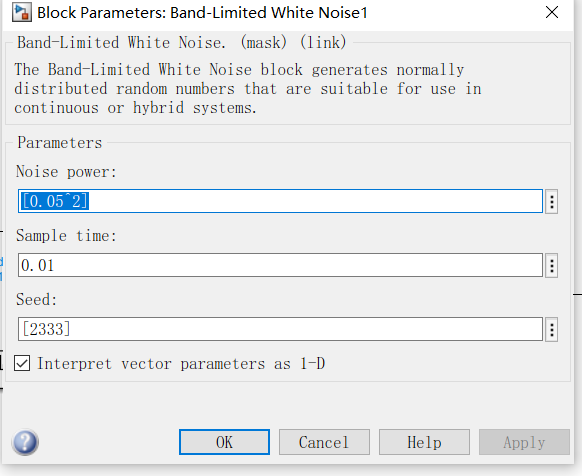 Block Parameters: Band-Limited White Noise1
Band-Limited White Noise. (mask) (link)
The Band-Limited White Noise block generates normally
distributed random numbers that are suitable for use in
continuous or hybrid systems.
Parameters
Noise power:
[0.05^2]
Sample time:
0.01
Seed:
[2333]
Interpret vector parameters as 1-D
OK Cancel Help Apply